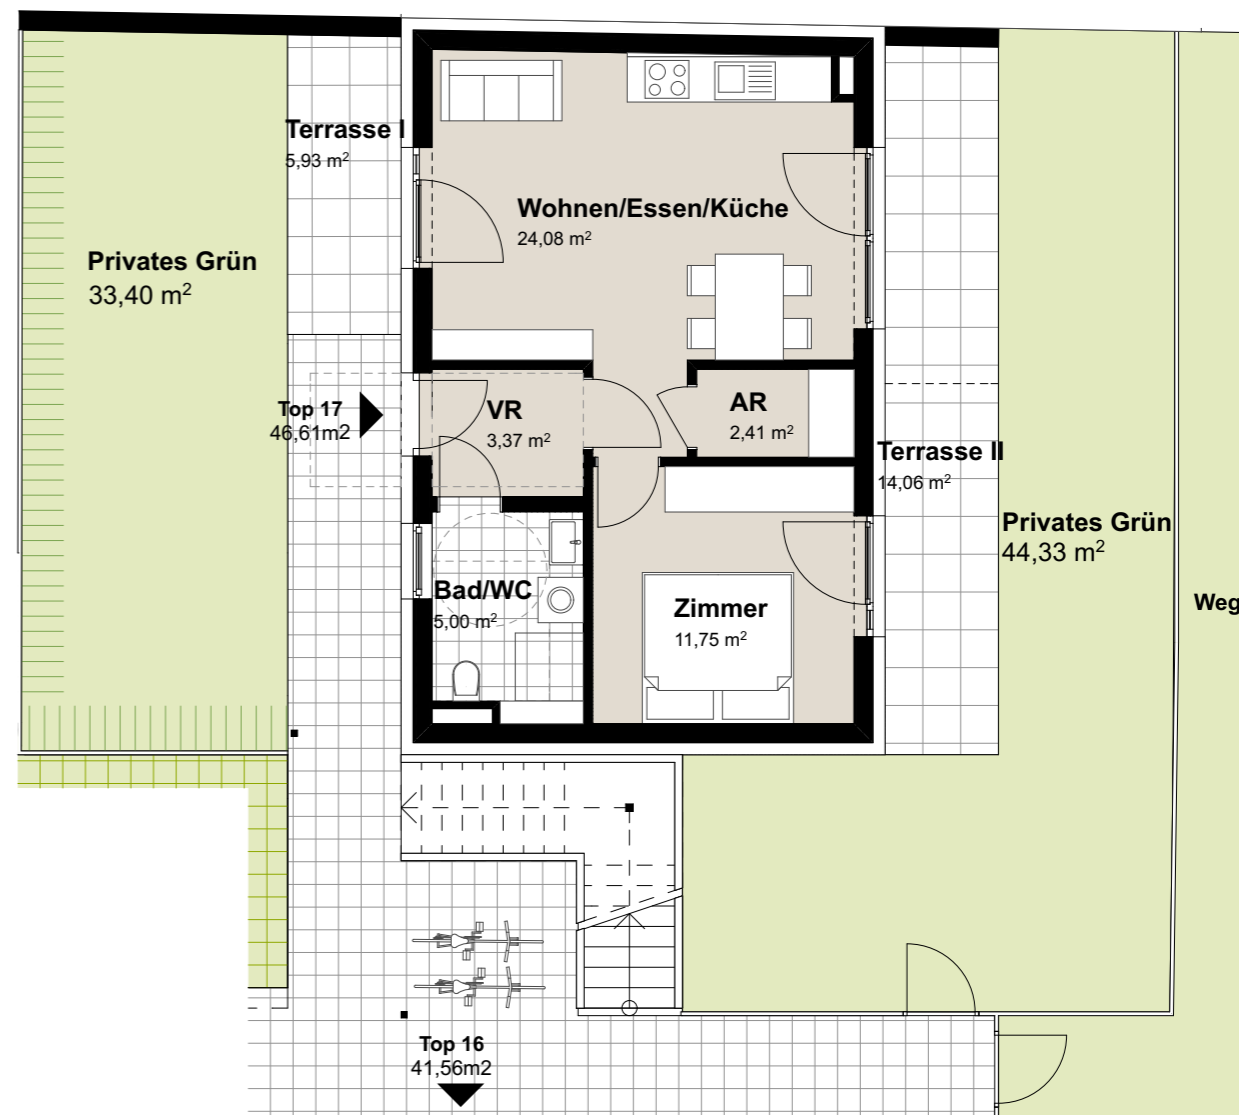 Terrasse I
5,93 m²
Wohnen/Essen/Küche
24,08 m²
Privates Grün
33,40 m²
Top 17
46,61m2
VR
3,37 m²
AR
2,41 m²
Terrasse II
14,06 m²
Privates Grün
44,33 m²
Bad/WC
5,00 m²
Zimmer
11,75 m²
Weg
Top 16
41,56m2